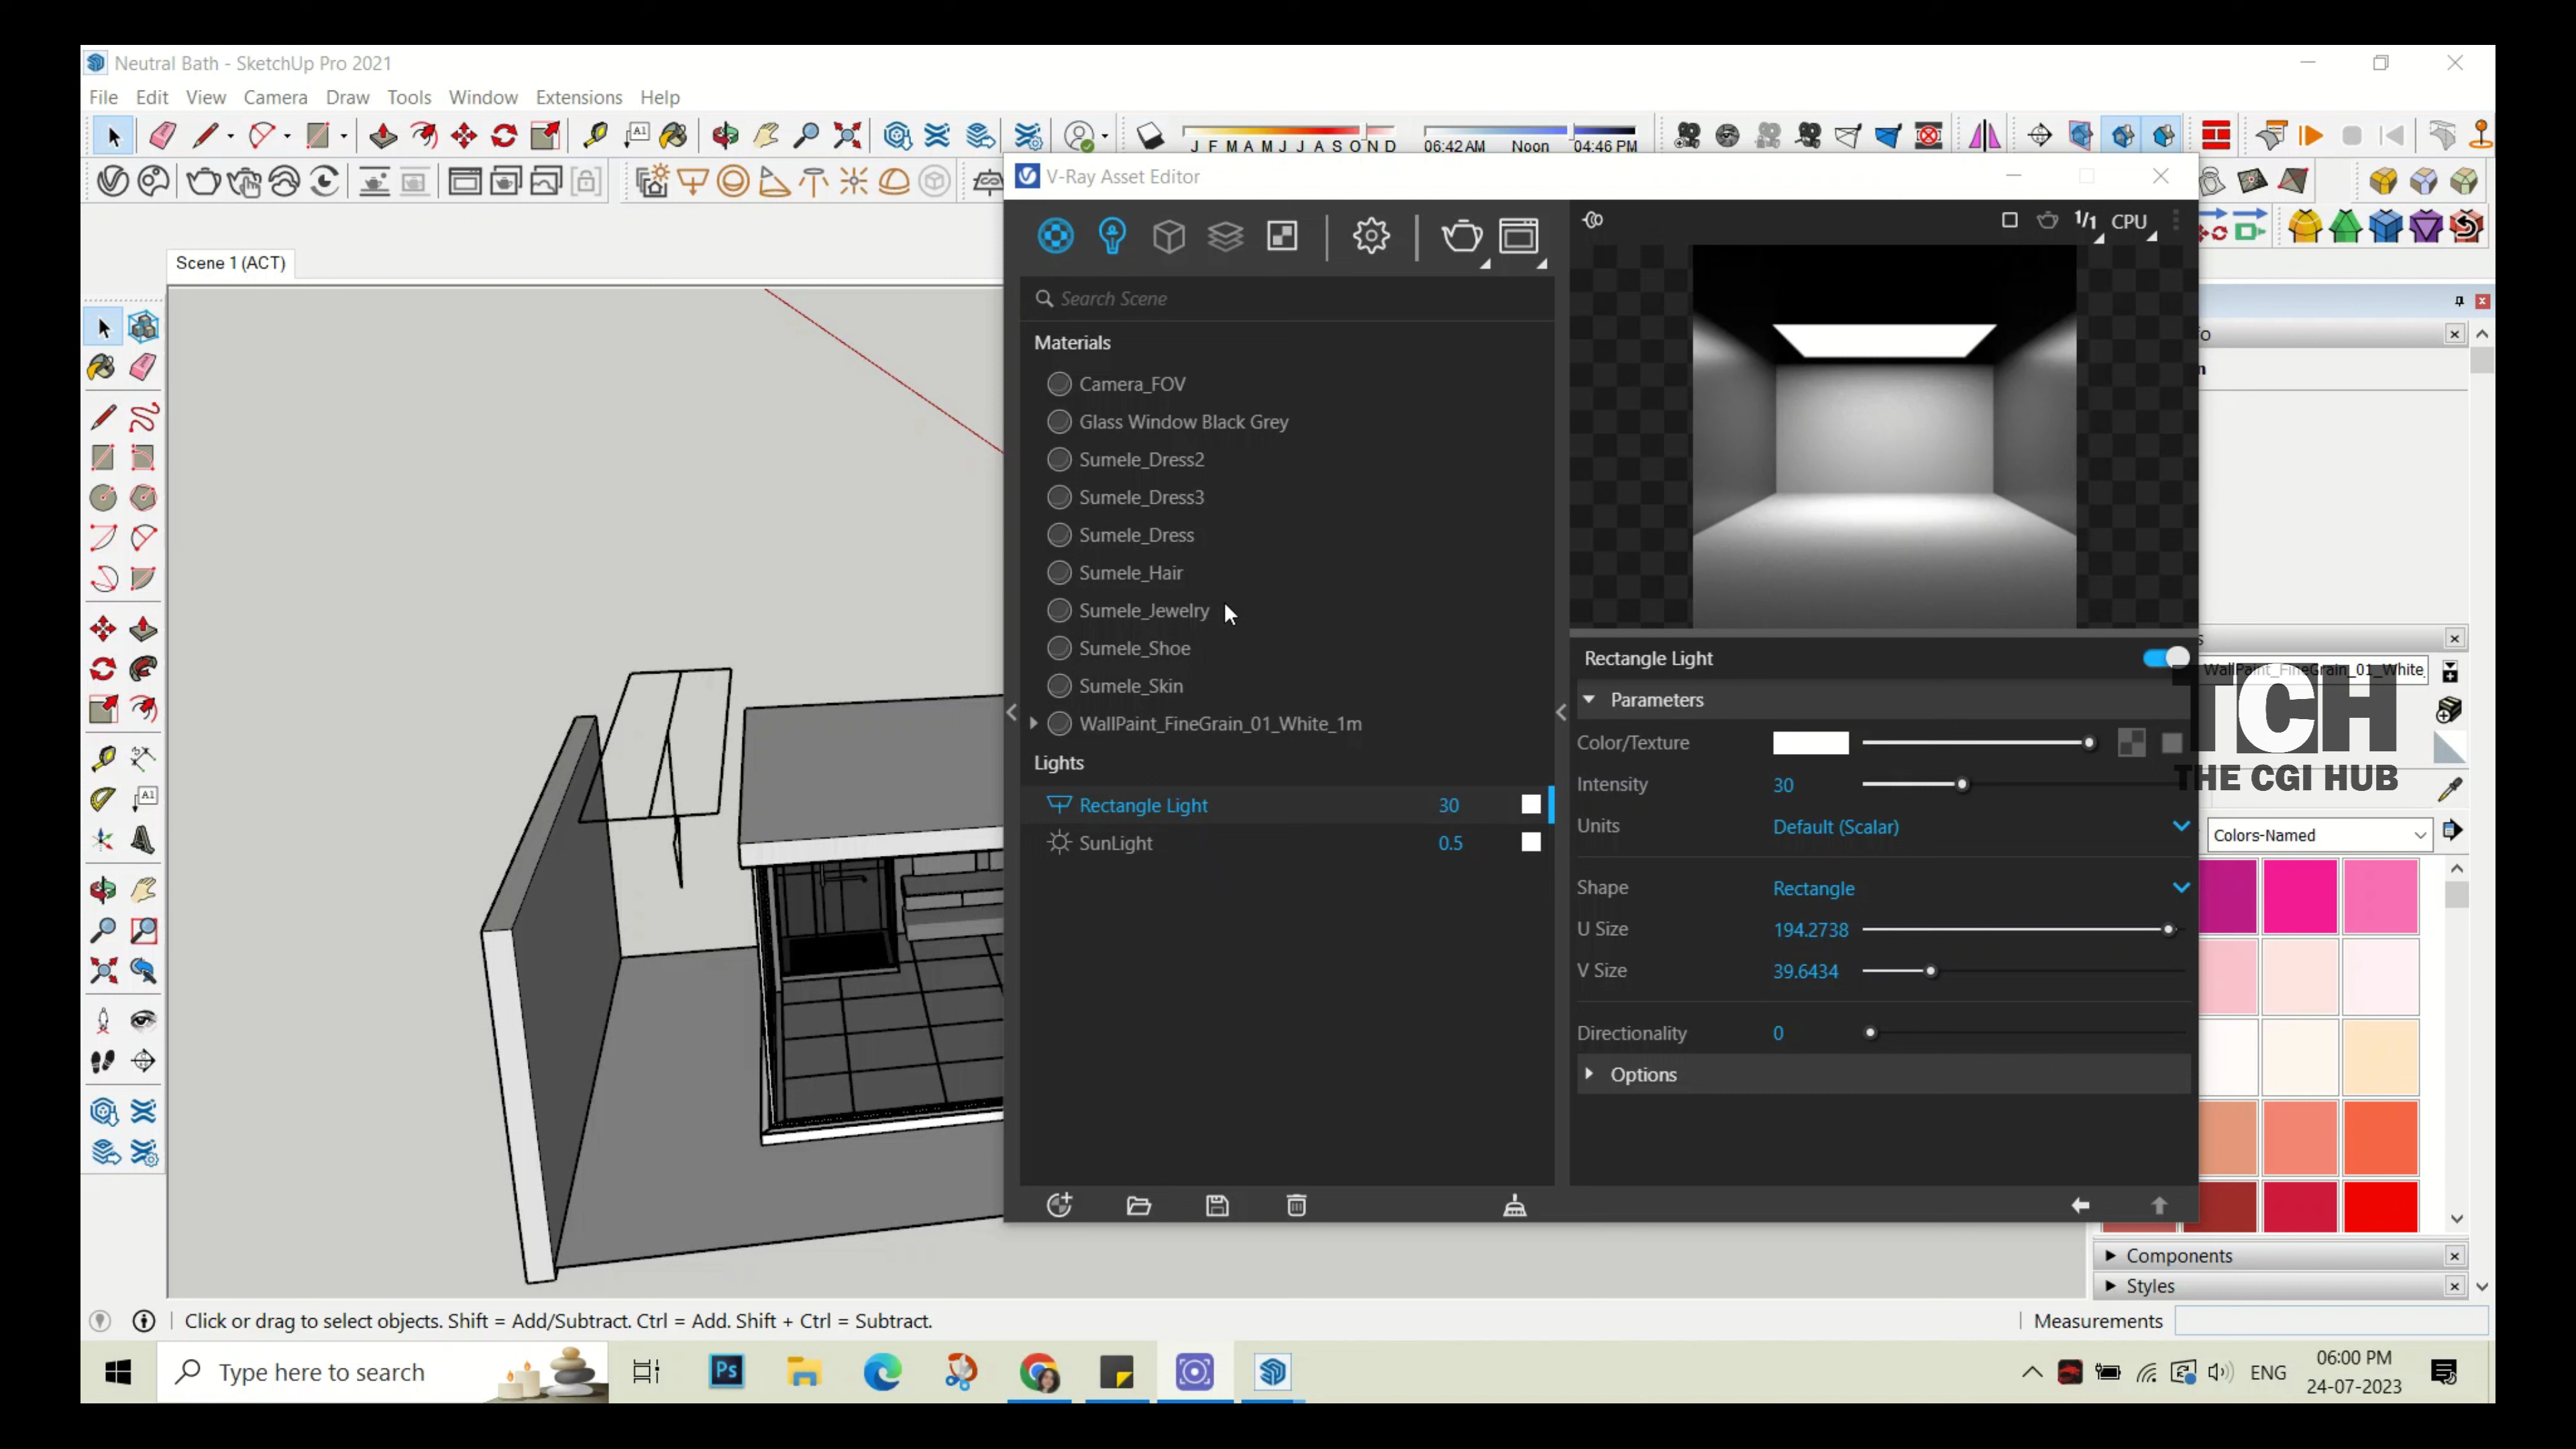 Neutral Bath - SketchUp Pro 2021
File Edit View Camera Draw Tools Window Extensions Help
A1
J F M A M J J A S O N D
06:42 AM Noon 04:46 PM
V-Ray Asset Editor
1/1 CPU
Scene 1 (ACT)
Search Scene
Materials
Camera_FOV
Glass Window Black Grey
Sumele_Dress2
Sumele_Dress3
Sumele_Dress
Sumele_Hair
Sumele_Jewelry
Sumele_Shoe
Sumele_Skin
WallPaint_FineGrain_01_White_1m
Lights
Rectangle Light 30
SunLight 0.5
Rectangle Light
Parameters
Color/Texture
Intensity 30
Units Default (Scalar)
Shape Rectangle
U Size 194.2738
V Size 39.6434
Directionality 0
Options
WallPaint_FineGrain_01_White
TCH
THE CGI HUB
Colors-Named
A1
Components
Styles
Click or drag to select objects. Shift = Add/Subtract. Ctrl = Add. Shift + Ctrl = Subtract.
Measurements
Type here to search
Ps
ENG
06:00 PM
24-07-2023